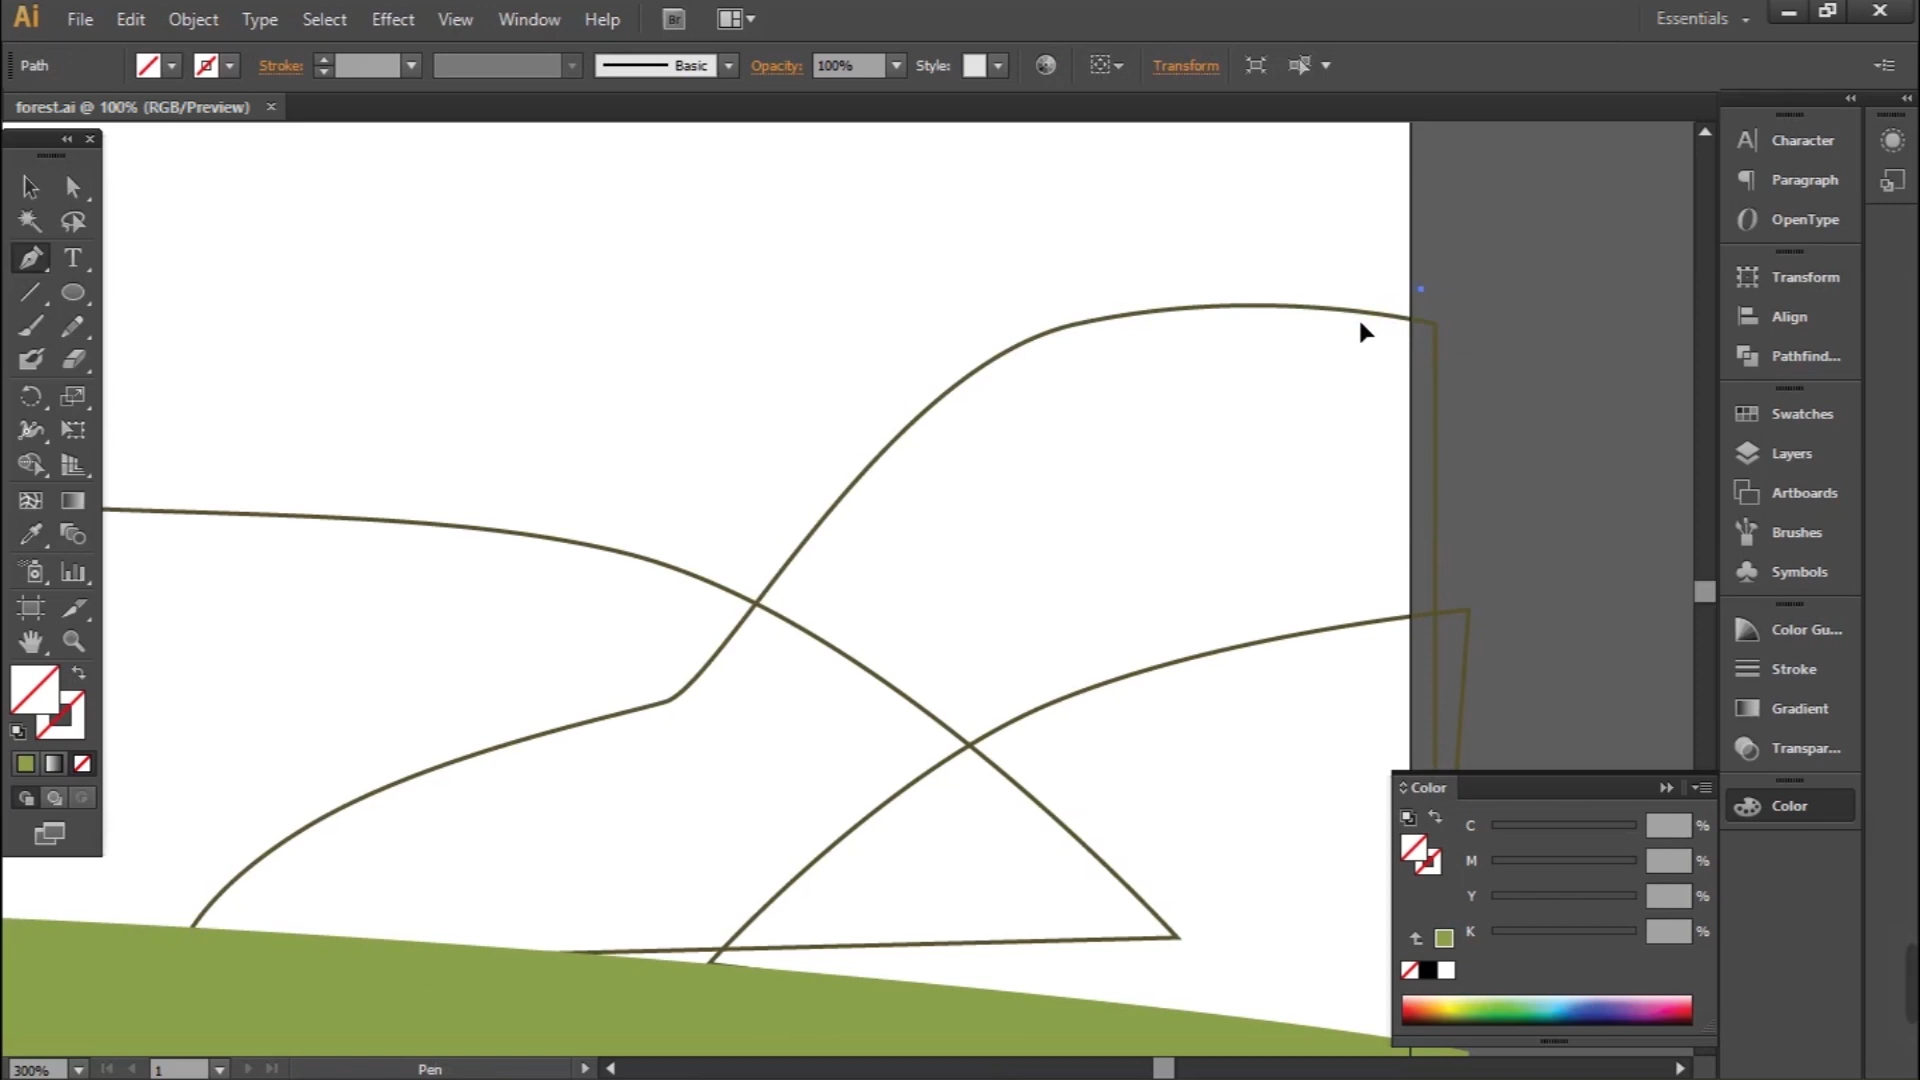 Ai File Edit Object Type Select Effect View Window Help Br Essentials
Path Stroke: Basic Opacity: 100% Style: Transform
forest.ai @ 100% (RGB/Preview)
Character
Paragraph
OpenType
Transform
Align
Pathfind...
Swatches
Layers
Artboards
Brushes
Symbols
Color Gu...
Stroke
Gradient
Transpar...
Color
Color
C %
M %
Y %
K %
300% 1 Pen